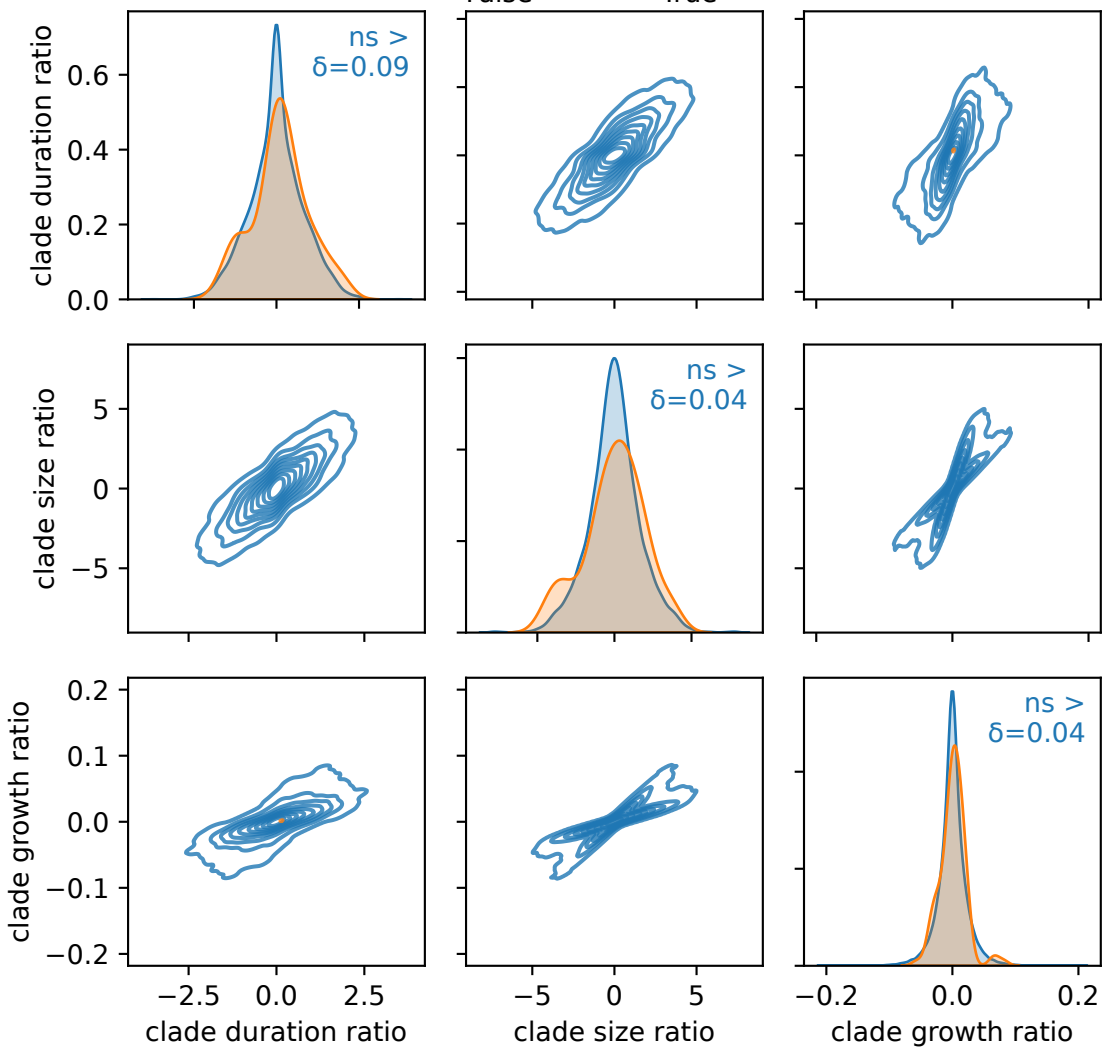 ns >
δ=0.09
clade duration ratio
0.6
0.4
0.2
0.0
ns >
δ=0.04
clade size ratio
5
0
−5
ns >
δ=0.04
clade growth ratio
0.2
0.1
0.0
−0.1
−0.2
−2.5 0.0 2.5
−5 0 5
−0.2 0.0 0.2
clade duration ratio
clade size ratio
clade growth ratio